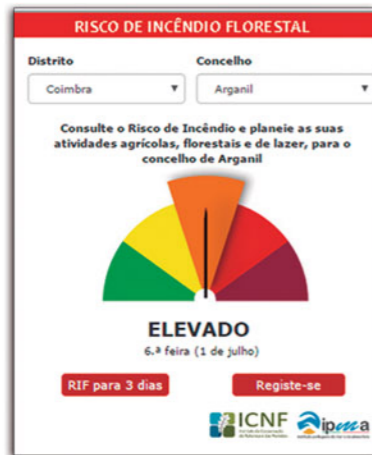 RISCO DE INCÊNDIO FLORESTAL
Distrito
Concelho
Coimbra
Arganil
Consulte o Risco de Incêndio e planeie as suas
atividades agrícolas, florestais e de lazer, para o
concelho de Arganil
ELEVADO
6.ª feira (1 de julho)
RIF para 3 dias
Registe-se
ICNF
ipma